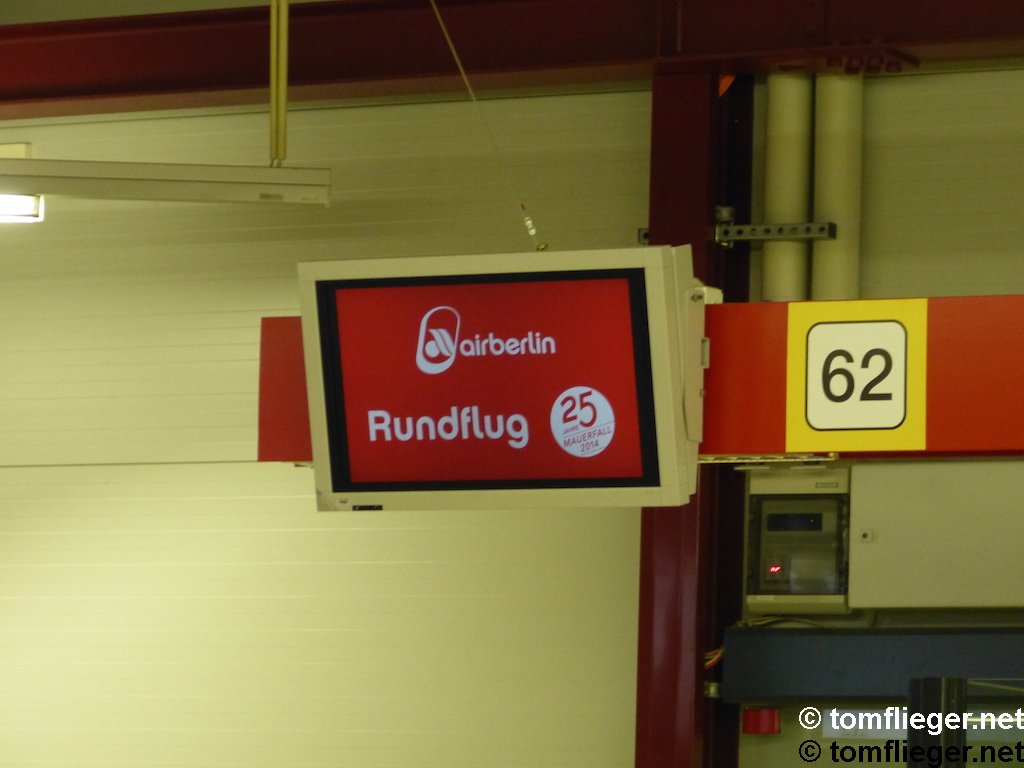 airberlin
Rundflug
25
JAHRE
MAUERFALL
2014
62
© tomflieger.net
© tomflieger.net